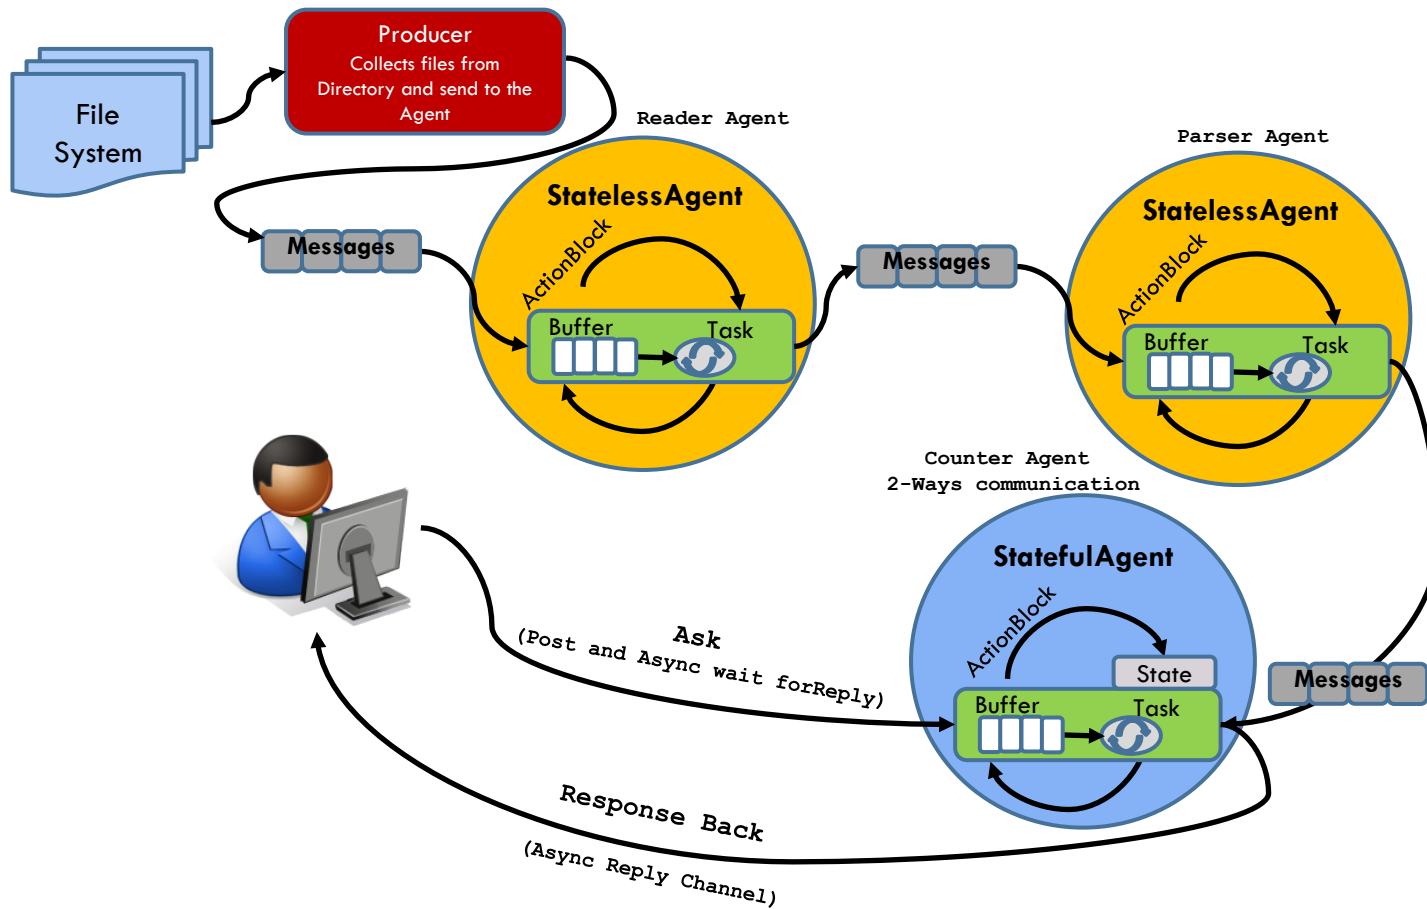 File
System
Producer
Collects files from
Directory and send to the
Agent
Reader Agent
StatelessAgent
ActionBlock
Buffer
Task
Messages
Messages
Parser Agent
StatelessAgent
ActionBlock
Buffer
Task
Counter Agent
2-Ways communication
StatefulAgent
ActionBlock
State
Buffer
Task
Messages
Ask
(Post and Async wait forReply)
Response Back
(Async Reply Channel)